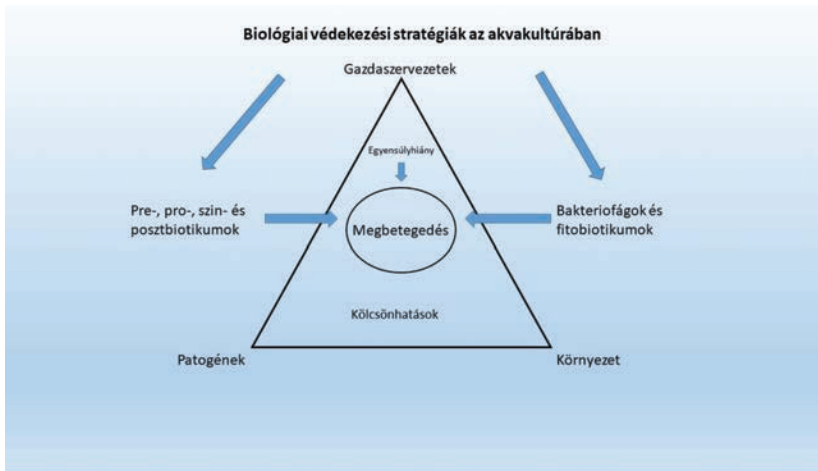 Biológiai védekezési stratégiák az akvakultúrában
Gazdaszervezetek
Egyensúlyhiány
Pre-, pro-, szin- és
posztbiotikumok
Megbetegedés
Bakteriofágok és
fitobiotikumok
Kölcsönhatások
Patogének
Környezet